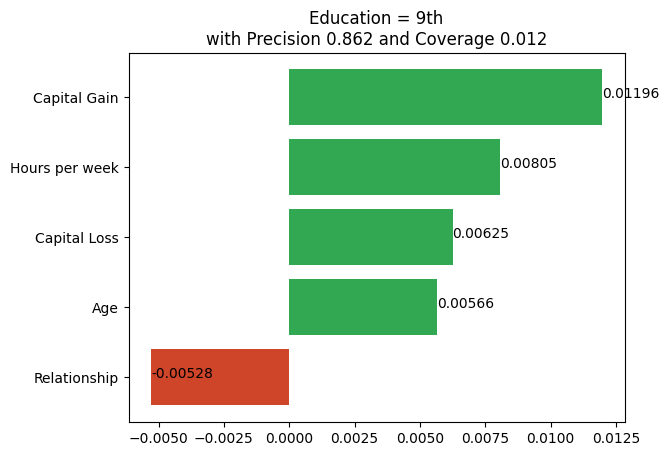 Education = 9th
with Precision 0.862 and Coverage 0.012
Capital Gain
0.01196
Hours per week
0.00805
Capital Loss
0.00625
Age
0.00566
Relationship
-0.00528
−0.0050 −0.0025 0.0000 0.0025 0.0050 0.0075 0.0100 0.0125